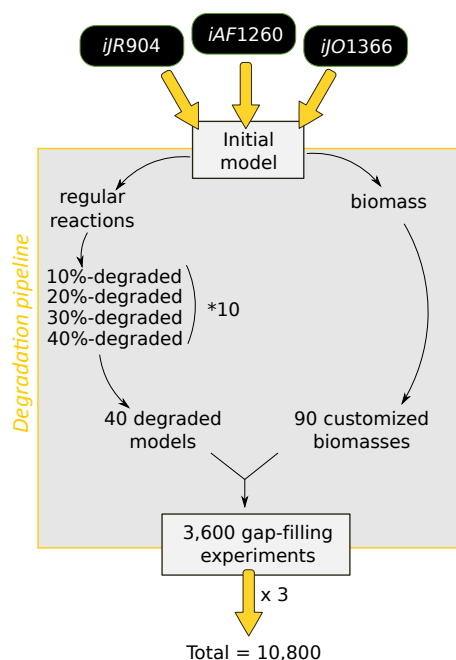 iJR904
iAF1260
iJO1366
Initial
model
Degradation pipeline
regular
reactions
biomass
10%-degraded
20%-degraded
30%-degraded
40%-degraded
*10
40 degraded
models
90 customized
biomasses
3,600 gap-filling
experiments
x 3
Total = 10,800